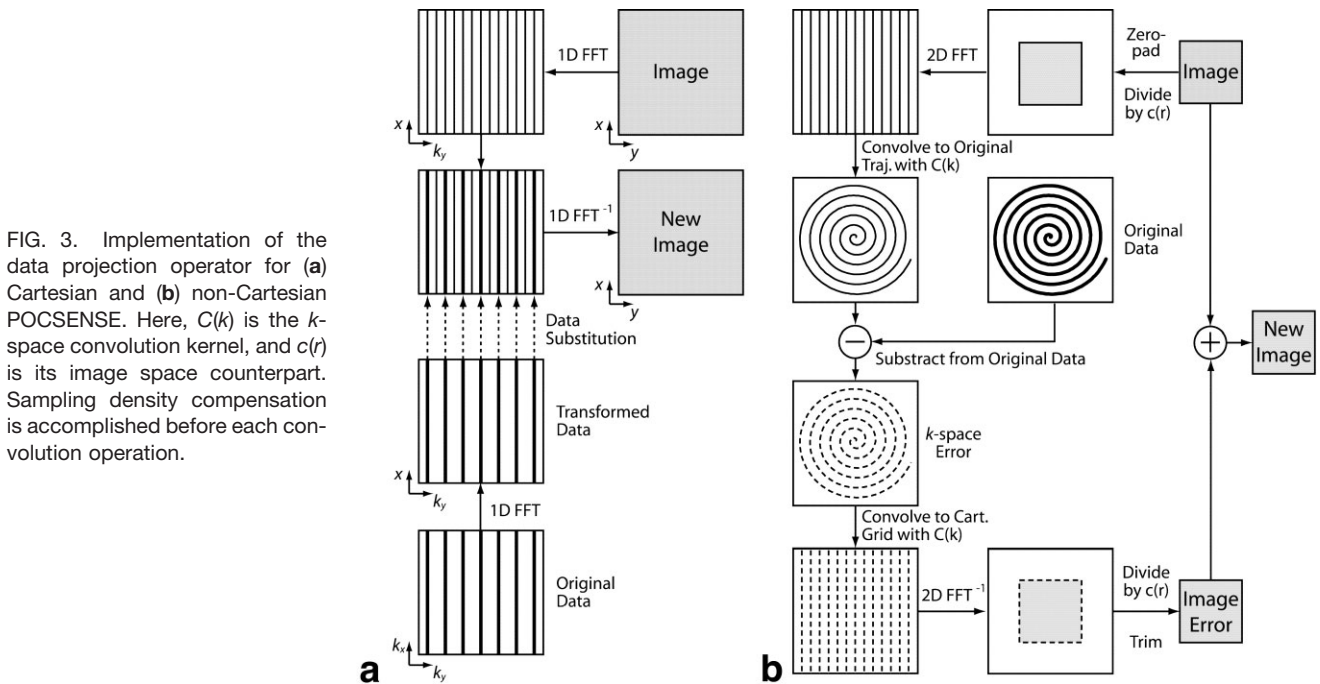 FIG. 3. Implementation of the
data projection operator for (a)
Cartesian and (b) non-Cartesian
POCSENSE. Here, C(k) is the k-
space convolution kernel, and c(r)
is its image space counterpart.
Sampling density compensation
is accomplished before each con-
volution operation.
1D FFT
Image
x
ky
x
y
1D FFT -1
New
Image
x
y
Data
Substitution
Transformed
Data
x
ky
1D FFT
Original
Data
kx
ky
a
2D FFT
Zero-
pad
Divide
by c(r)
Image
Convolve to Original
Traj. with C(k)
Original
Data
−
Substract from Original Data
+
New
Image
k-space
Error
Convolve to Cart.
Grid with C(k)
2D FFT -1
Divide
by c(r)
Trim
Image
Error
b